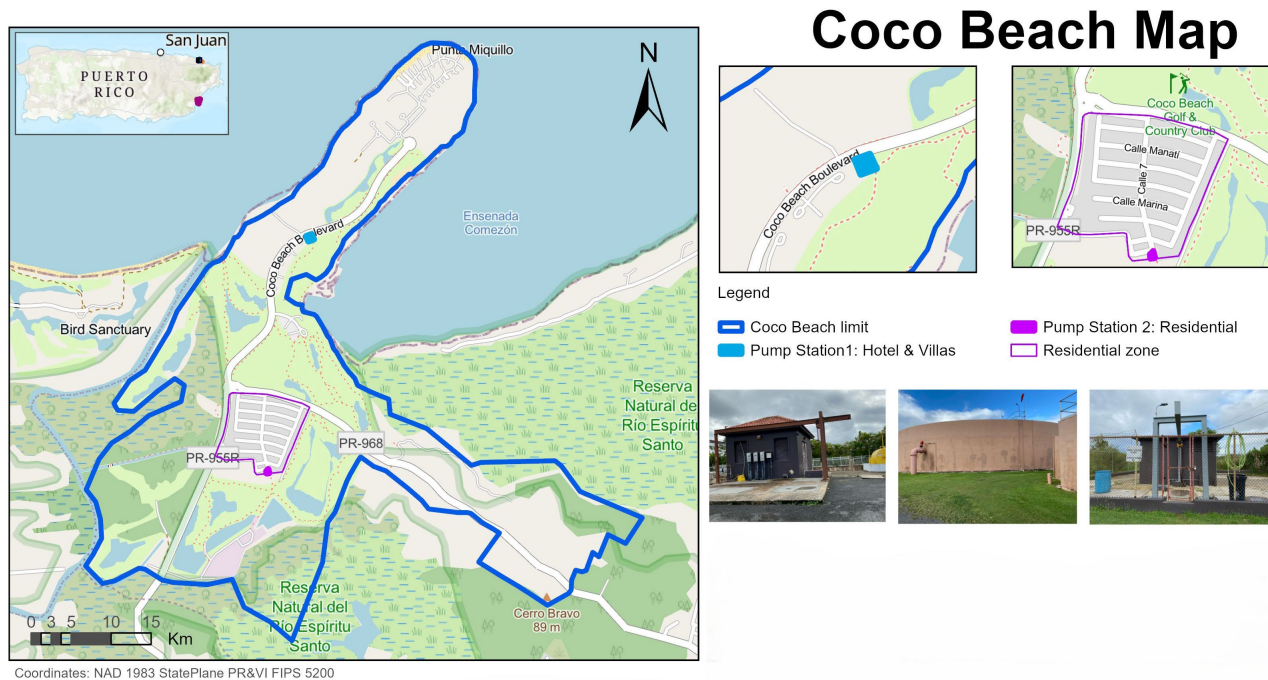 Coco Beach Map
San Juan
PUERTO
RICO
Punta Miquillo
N
Ensenada
Comezón
Coco Beach Boulevard
Bird Sanctuary
Reserva
Natural del
Río Espíritu
Santo
PR-968
PR-955R
Reserva
Natural del
Río Espíritu
Santo
Cerro Bravo
89 m
0 3 5 10 15
Km
Coordinates: NAD 1983 StatePlane PR&VI FIPS 5200
Coco Beach Boulevard
Coco Beach
Golf &
Country Club
Calle Manatí
Calle 7
Calle Marina
PR-955R
Legend
Coco Beach limit
Pump Station1: Hotel & Villas
Pump Station 2: Residential
Residential zone